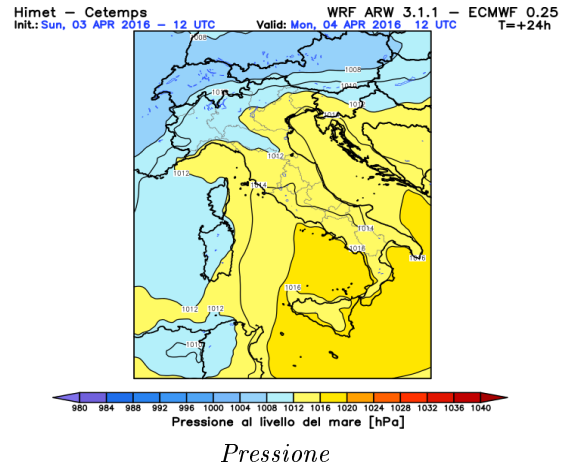 Himet – Cetemps WRF ARW 3.1.1 – ECMWF 0.25
Init.: Sun, 03 APR 2016 – 12 UTC Valid: Mon, 04 APR 2016 12 UTC T=+24h
1008
1008
1012
1012
1012
1014
1014
1016
1016
1016
1012 1012
1010
980 984 988 992 996 1000 1004 1008 1012 1016 1020 1024 1028 1032 1036 1040
Pressione al livello del mare [hPa]
Pressione